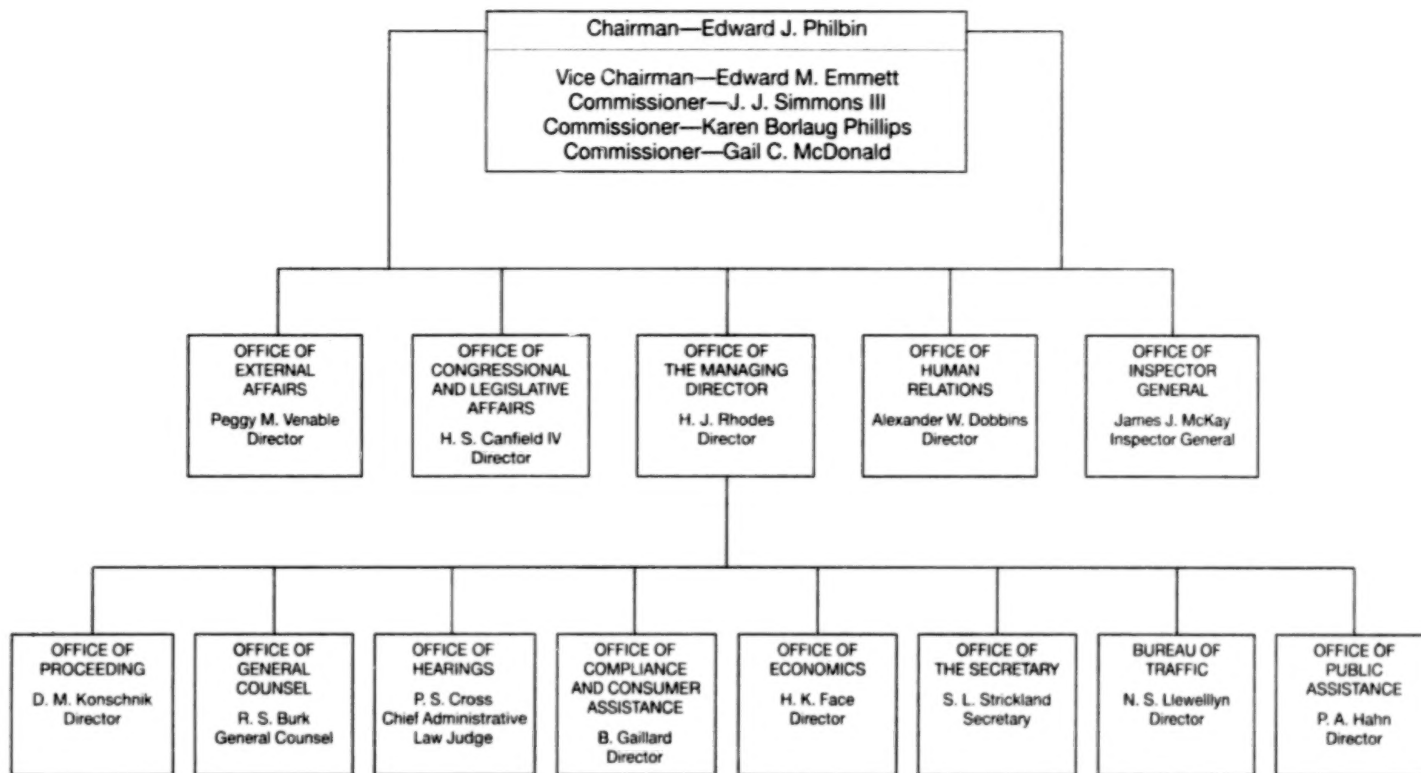 Chairman—Edward J. Philbin
Vice Chairman—Edward M. Emmett
Commissioner—J. J. Simmons III
Commissioner—Karen Borlaug Phillips
Commissioner—Gail C. McDonald
OFFICE OF
EXTERNAL
AFFAIRS
Peggy M. Venable
Director
OFFICE OF
CONGRESSIONAL
AND LEGISLATIVE
AFFAIRS
H. S. Canfield IV
Director
OFFICE OF
THE MANAGING
DIRECTOR
H. J. Rhodes
Director
OFFICE OF
HUMAN
RELATIONS
Alexander W. Dobbins
Director
OFFICE OF
INSPECTOR
GENERAL
James J. McKay
Inspector General
OFFICE OF
PROCEEDING
D. M. Konschnik
Director
OFFICE OF
GENERAL
COUNSEL
R. S. Burk
General Counsel
OFFICE OF
HEARINGS
P. S. Cross
Chief Administrative
Law Judge
OFFICE OF
COMPLIANCE
AND CONSUMER
ASSISTANCE
B. Gaillard
Director
OFFICE OF
ECONOMICS
H. K. Face
Director
OFFICE OF
THE SECRETARY
S. L. Strickland
Secretary
BUREAU OF
TRAFFIC
N. S. Llewelllyn
Director
OFFICE OF
PUBLIC
ASSISTANCE
P. A. Hahn
Director